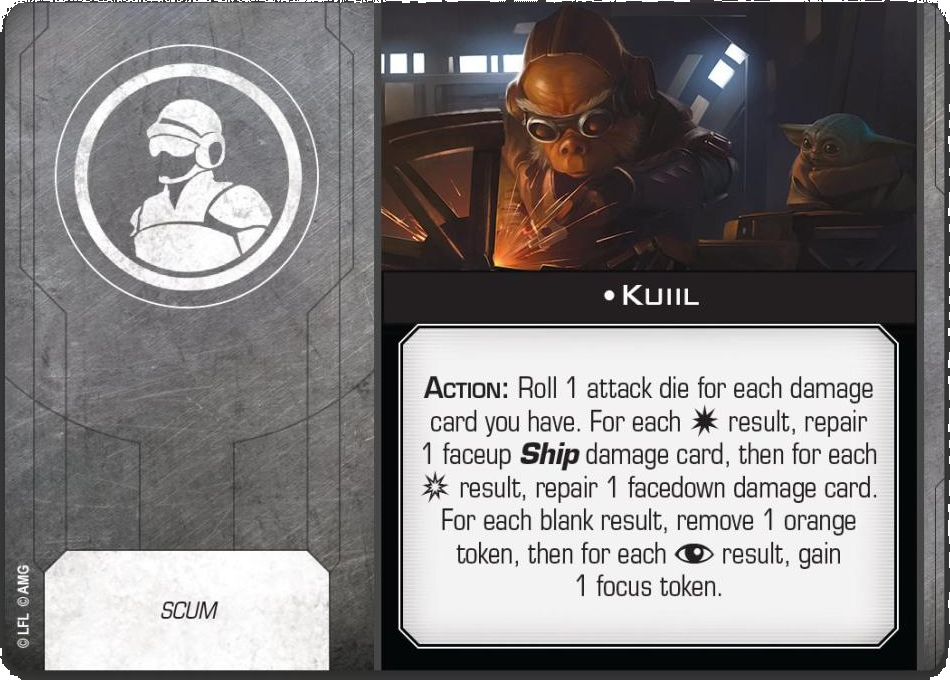 • Kuiil
Action: Roll 1 attack die for each damage
card you have. For each result, repair
1 faceup Ship damage card, then for each
result, repair 1 facedown damage card.
For each blank result, remove 1 orange
token, then for each result, gain
1 focus token.
SCUM
© LFL © AMG